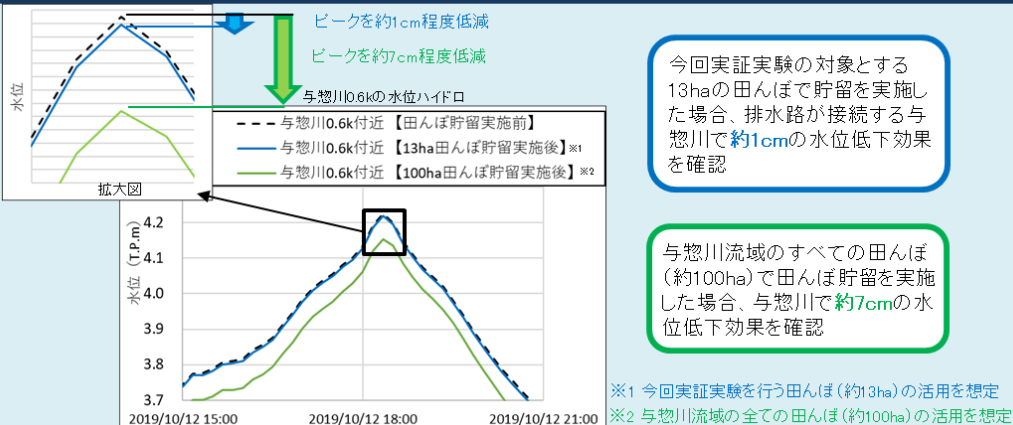 ピークを約1cm程度低減
ピークを約7cm程度低減
水位
拡大図
与惣川0.6kの水位ハイドロ
与惣川0.6k付近 【田んぼ貯留実施前】
与惣川0.6k付近 【13ha田んぼ貯留実施後】※1
与惣川0.6k付近 【100ha田んぼ貯留実施後】※2
水位 (T.P.m)
4.2
4.1
4.0
3.9
3.8
3.7
2019/10/12 15:00
2019/10/12 18:00
2019/10/12 21:00
今回実証実験の対象とする
13haの田んぼで貯留を実施し
た場合、排水路が接続する与
惣川で約1cmの水位低下効果
を確認
与惣川流域のすべての田んぼ
(約100ha)で田んぼ貯留を実施
した場合、与惣川で約7cmの水
位低下効果を確認
※1 今回実証実験を行う田んぼ(約13ha)の活用を想定
※2 与惣川流域の全ての田んぼ(約100ha)の活用を想定